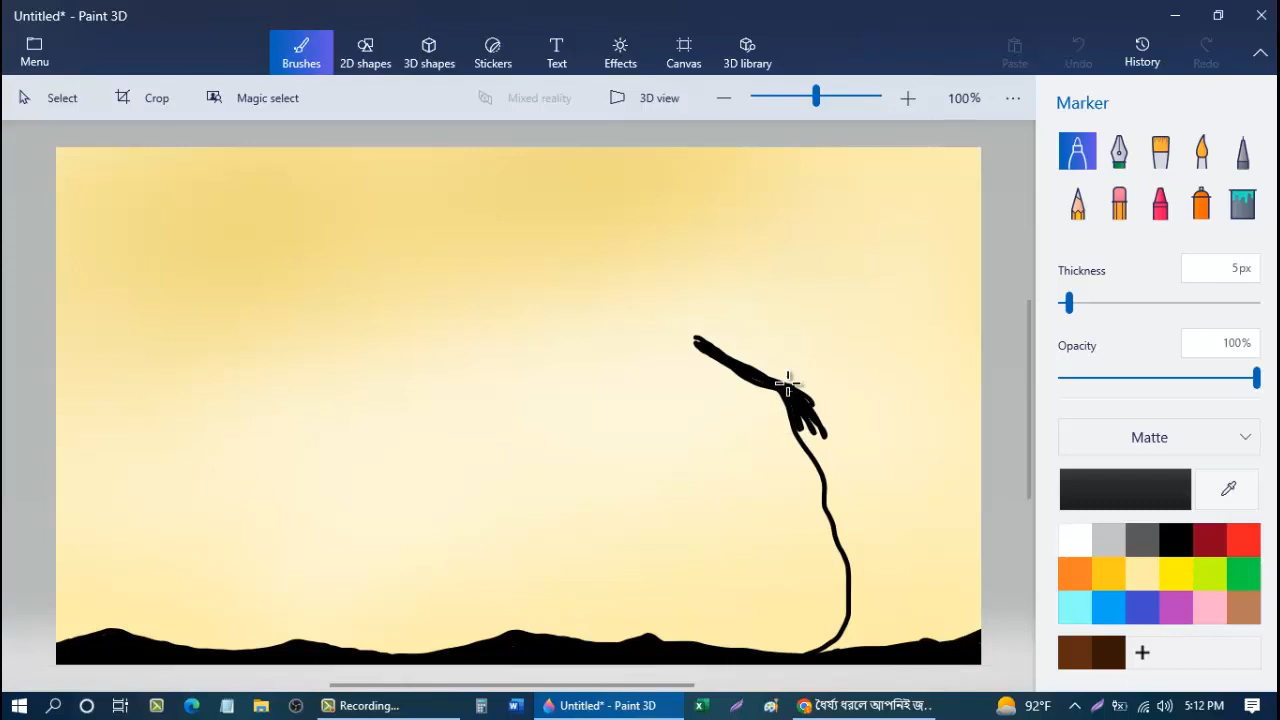 Untitled* - Paint 3D
Menu
Brushes
2D shapes
3D shapes
Stickers
Text
Effects
Canvas
3D library
Paste
Undo
History
Redo
Select
Crop
Magic select
Mixed reality
3D view
100%
Marker
Thickness
5px
Opacity
100%
Matte
Recording...
Untitled* - Paint 3D
ধৈর্য্য ধরলে আপনিই জ...
92°F
5:12 PM